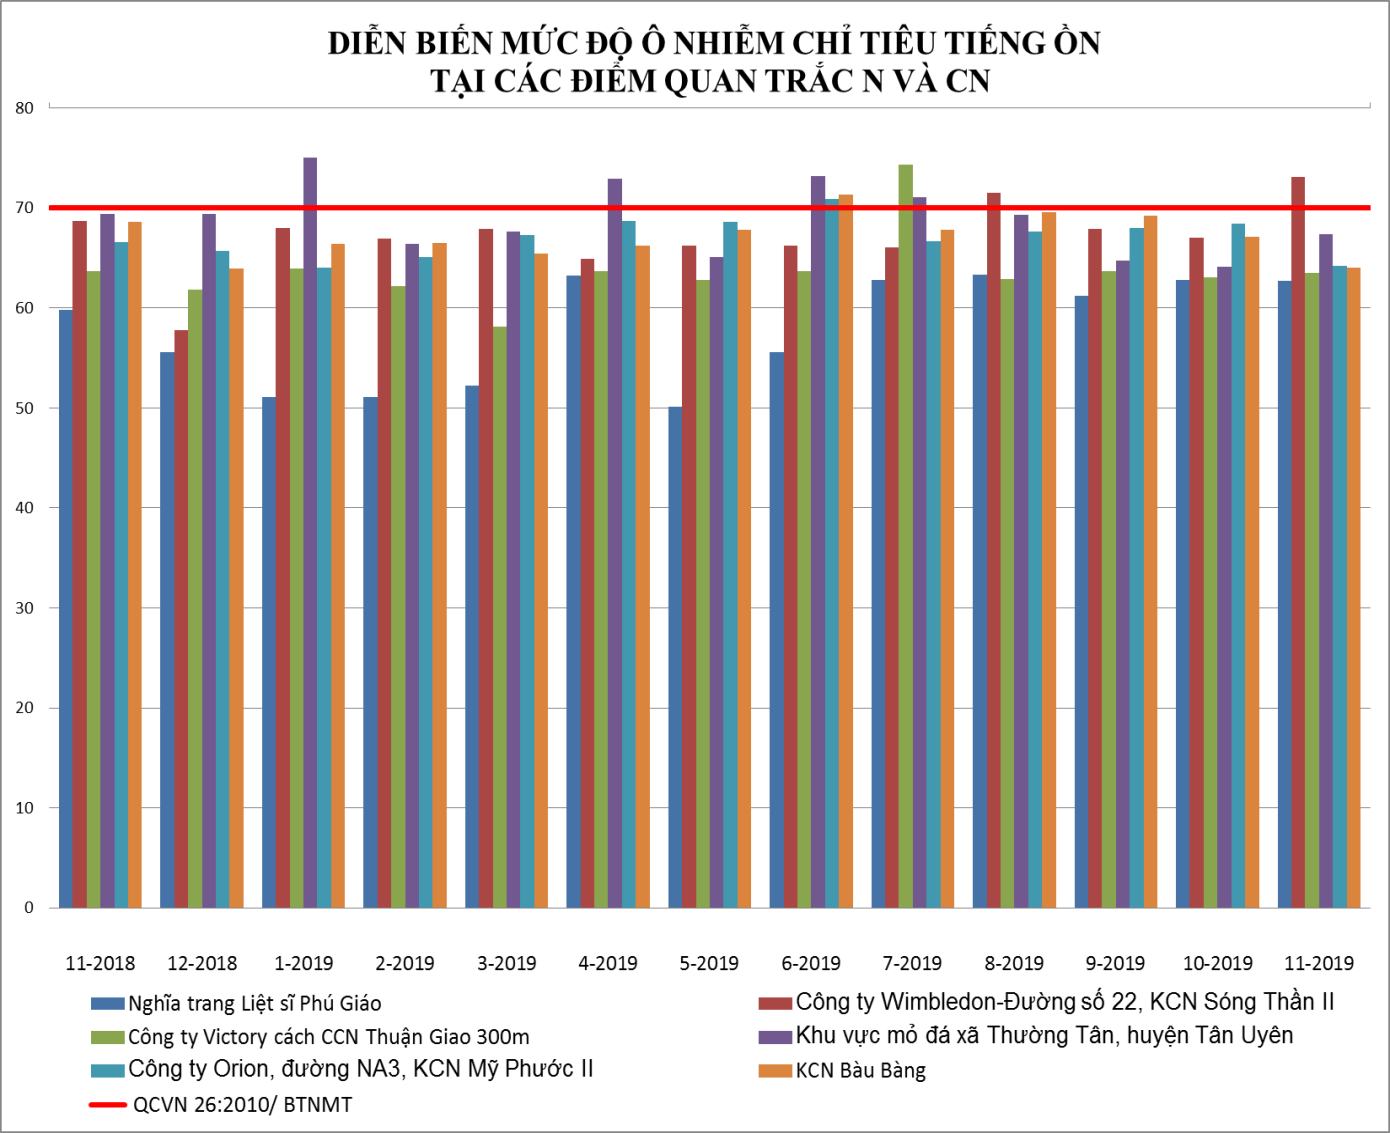 DIỄN BIẾN MỨC ĐỘ Ô NHIỄM CHỈ TIÊU TIẾNG ỒN
TẠI CÁC ĐIỂM QUAN TRẮC N VÀ CN
80
70
60
50
40
30
20
10
0
11-2018 12-2018 1-2019 2-2019 3-2019 4-2019 5-2019 6-2019 7-2019 8-2019 9-2019 10-2019 11-2019
Nghĩa trang Liệt sĩ Phú Giáo
Công ty Wimbledon-Đường số 22, KCN Sóng Thần II
Công ty Victory cách CCN Thuận Giao 300m
Khu vực mỏ đá xã Thường Tân, huyện Tân Uyên
Công ty Orion, đường NA3, KCN Mỹ Phước II
KCN Bàu Bàng
QCVN 26:2010/ BTNMT